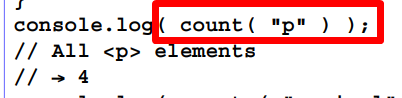 }
console.log( count( "p" ) );
// All <p> elements
// → 4